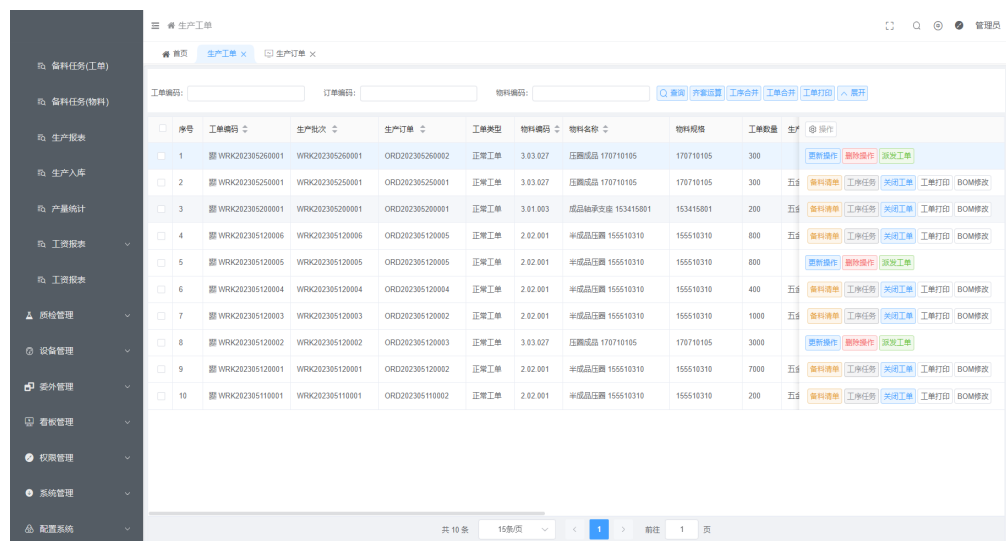 生产工单
管理员
首页 生产工单 生产订单
备料任务(工单)
备料任务(物料)
生产报表
生产入库
产量统计
工资报表
工资报表
质检管理
设备管理
委外管理
看板管理
权限管理
系统管理
配置系统
工单编码: 订单编码: 物料编码: 查询 齐套运算 工序合并 工单合并 工单打印 展开
序号 工单编码 生产批次 生产订单 工单类型 物料编码 物料名称 物料规格 工单数量 生产 操作
1 WRK202305260001 WRK202305260001 ORD202305260002 正常工单 3.03.027 压圈成品 170710105 170710105 300 更新操作 删除操作 派发工单
2 WRK202305250001 WRK202305250001 ORD202305250001 正常工单 3.03.027 压圈成品 170710105 170710105 300 五金 备料清单 工序任务 关闭工单 工单打印 BOM修改
3 WRK202305200001 WRK202305200001 ORD202305200001 正常工单 3.01.003 成品轴承支座 153415801 153415801 200 五金 备料清单 工序任务 关闭工单 工单打印 BOM修改
4 WRK202305120006 WRK202305120006 ORD202305120005 正常工单 2.02.001 半成品压圈 155510310 155510310 800 五金 备料清单 工序任务 关闭工单 工单打印 BOM修改
5 WRK202305120005 WRK202305120005 ORD202305120005 正常工单 2.02.001 半成品压圈 155510310 155510310 800 更新操作 删除操作 派发工单
6 WRK202305120004 WRK202305120004 ORD202305120004 正常工单 2.02.001 半成品压圈 155510310 155510310 400 五金 备料清单 工序任务 关闭工单 工单打印 BOM修改
7 WRK202305120003 WRK202305120003 ORD202305120002 正常工单 2.02.001 半成品压圈 155510310 155510310 1000 五金 备料清单 工序任务 关闭工单 工单打印 BOM修改
8 WRK202305120002 WRK202305120002 ORD202305120003 正常工单 3.03.027 压圈成品 170710105 170710105 3000 更新操作 删除操作 派发工单
9 WRK202305120001 WRK202305120001 ORD202305120002 正常工单 2.02.001 半成品压圈 155510310 155510310 7000 五金 备料清单 工序任务 关闭工单 工单打印 BOM修改
10 WRK202305110001 WRK202305110001 ORD202305110002 正常工单 2.02.001 半成品压圈 155510310 155510310 200 五金 备料清单 工序任务 关闭工单 工单打印 BOM修改
共 10 条 15条/页 1 前往 1 页